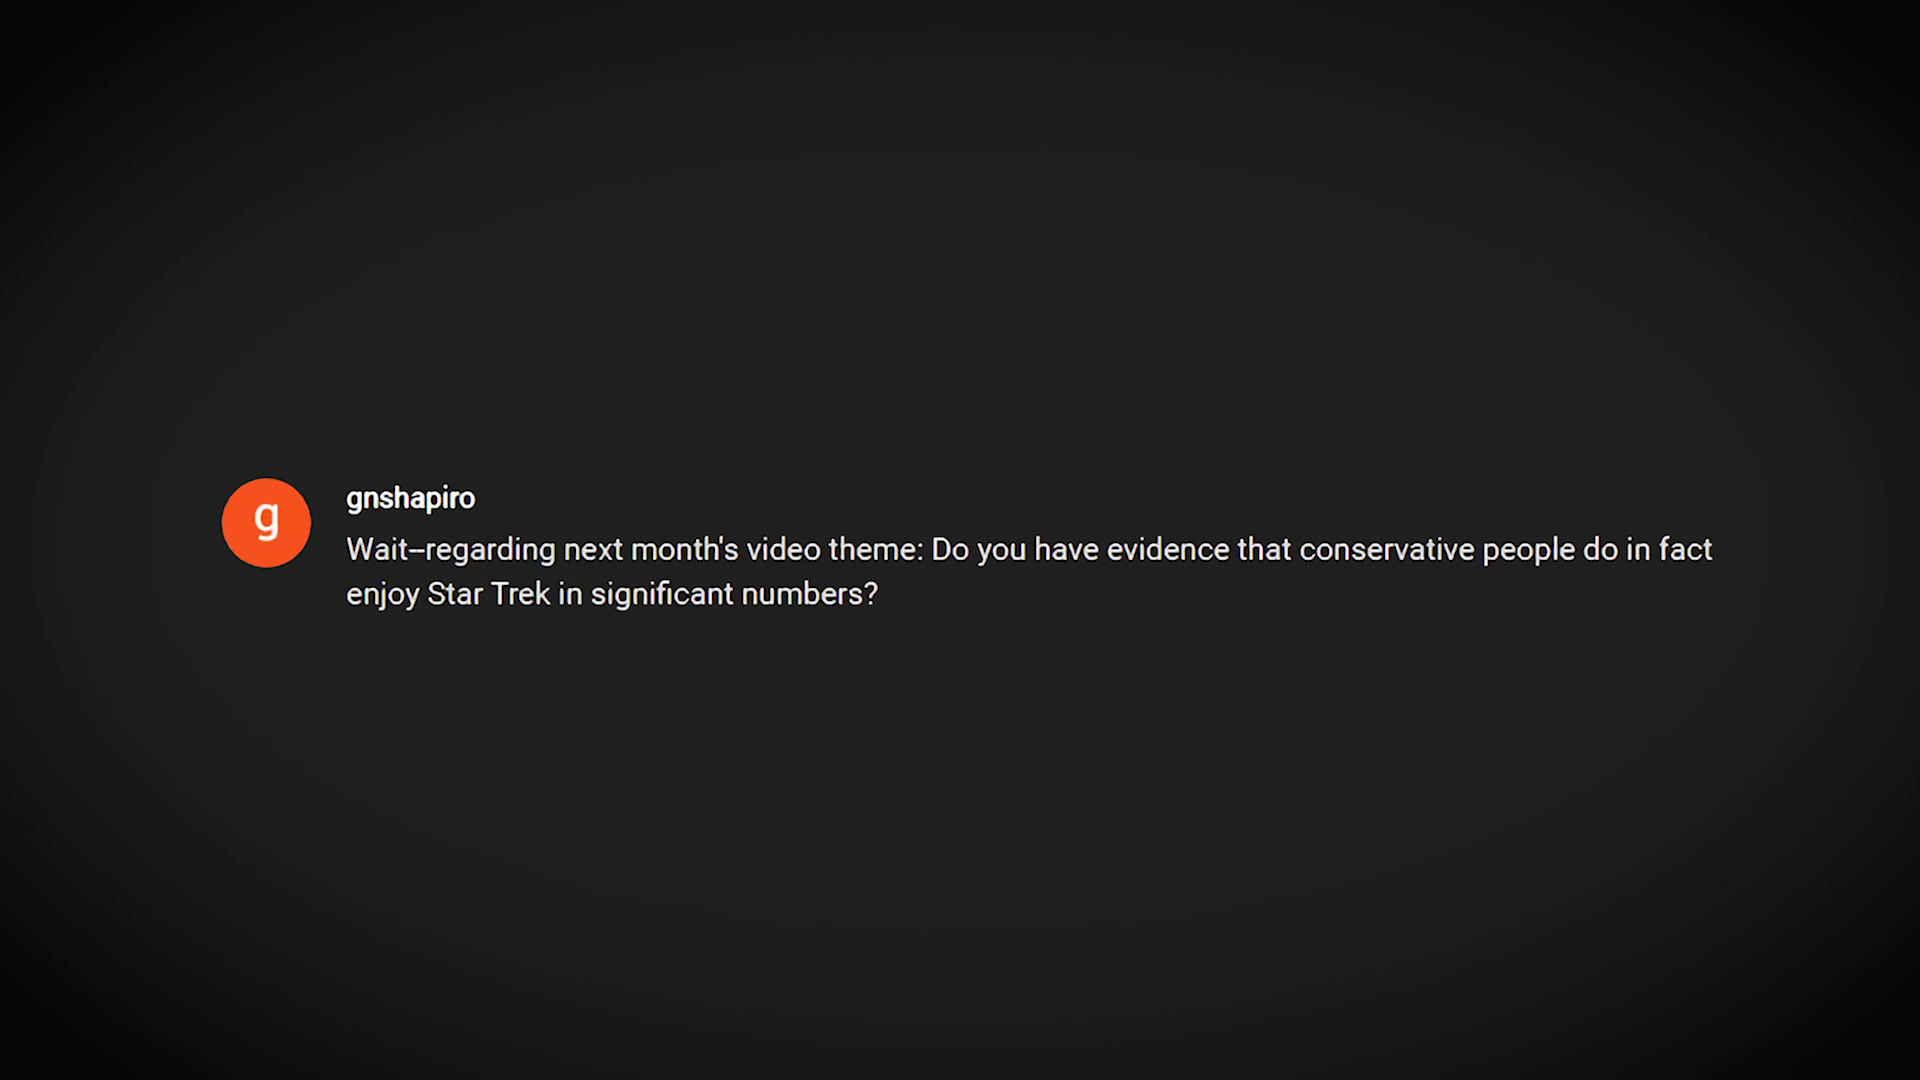 g
gnshapiro
Wait--regarding next month's video theme: Do you have evidence that conservative people do in fact
enjoy Star Trek in significant numbers?